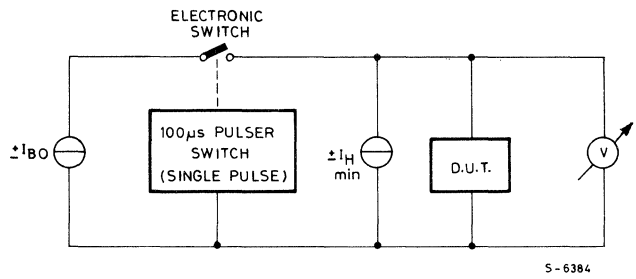 ELECTRONIC
SWITCH
±IBO
100µs PULSER
SWITCH
(SINGLE PULSE)
±IH
min
D.U.T.
V
S-6384